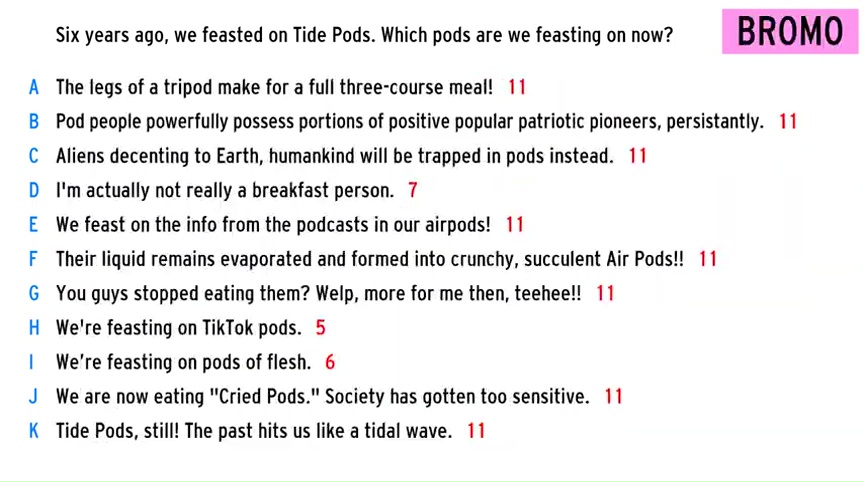 Six years ago, we feasted on Tide Pods. Which pods are we feasting on now?
BROMO
A The legs of a tripod make for a full three-course meal! 11
B Pod people powerfully possess portions of positive popular patriotic pioneers, persistantly. 11
C Aliens decenting to Earth, humankind will be trapped in pods instead. 11
D I'm actually not really a breakfast person. 7
E We feast on the info from the podcasts in our airpods! 11
F Their liquid remains evaporated and formed into crunchy, succulent Air Pods!! 11
G You guys stopped eating them? Welp, more for me then, teehee!! 11
H We're feasting on TikTok pods. 5
I We’re feasting on pods of flesh. 6
J We are now eating "Cried Pods." Society has gotten too sensitive. 11
K Tide Pods, still! The past hits us like a tidal wave. 11